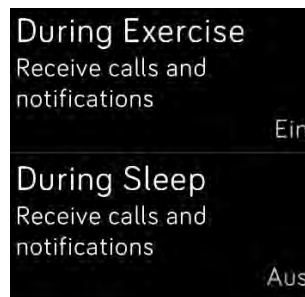 During Exercise
Receive calls and
notifications
Ein
During Sleep
Receive calls and
notifications
Aus